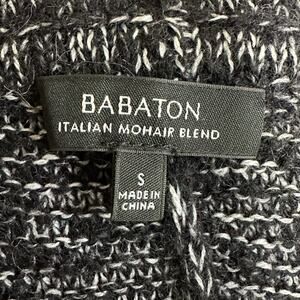 BABATON
ITALIAN MOHAIR BLEND
S
MADE IN
CHINA